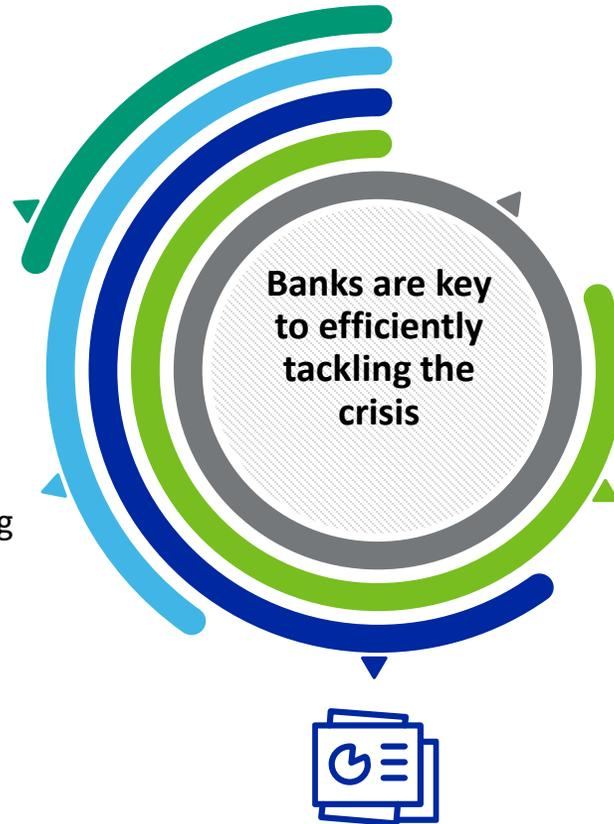 Banks are key
to efficiently
tackling the
crisis
g